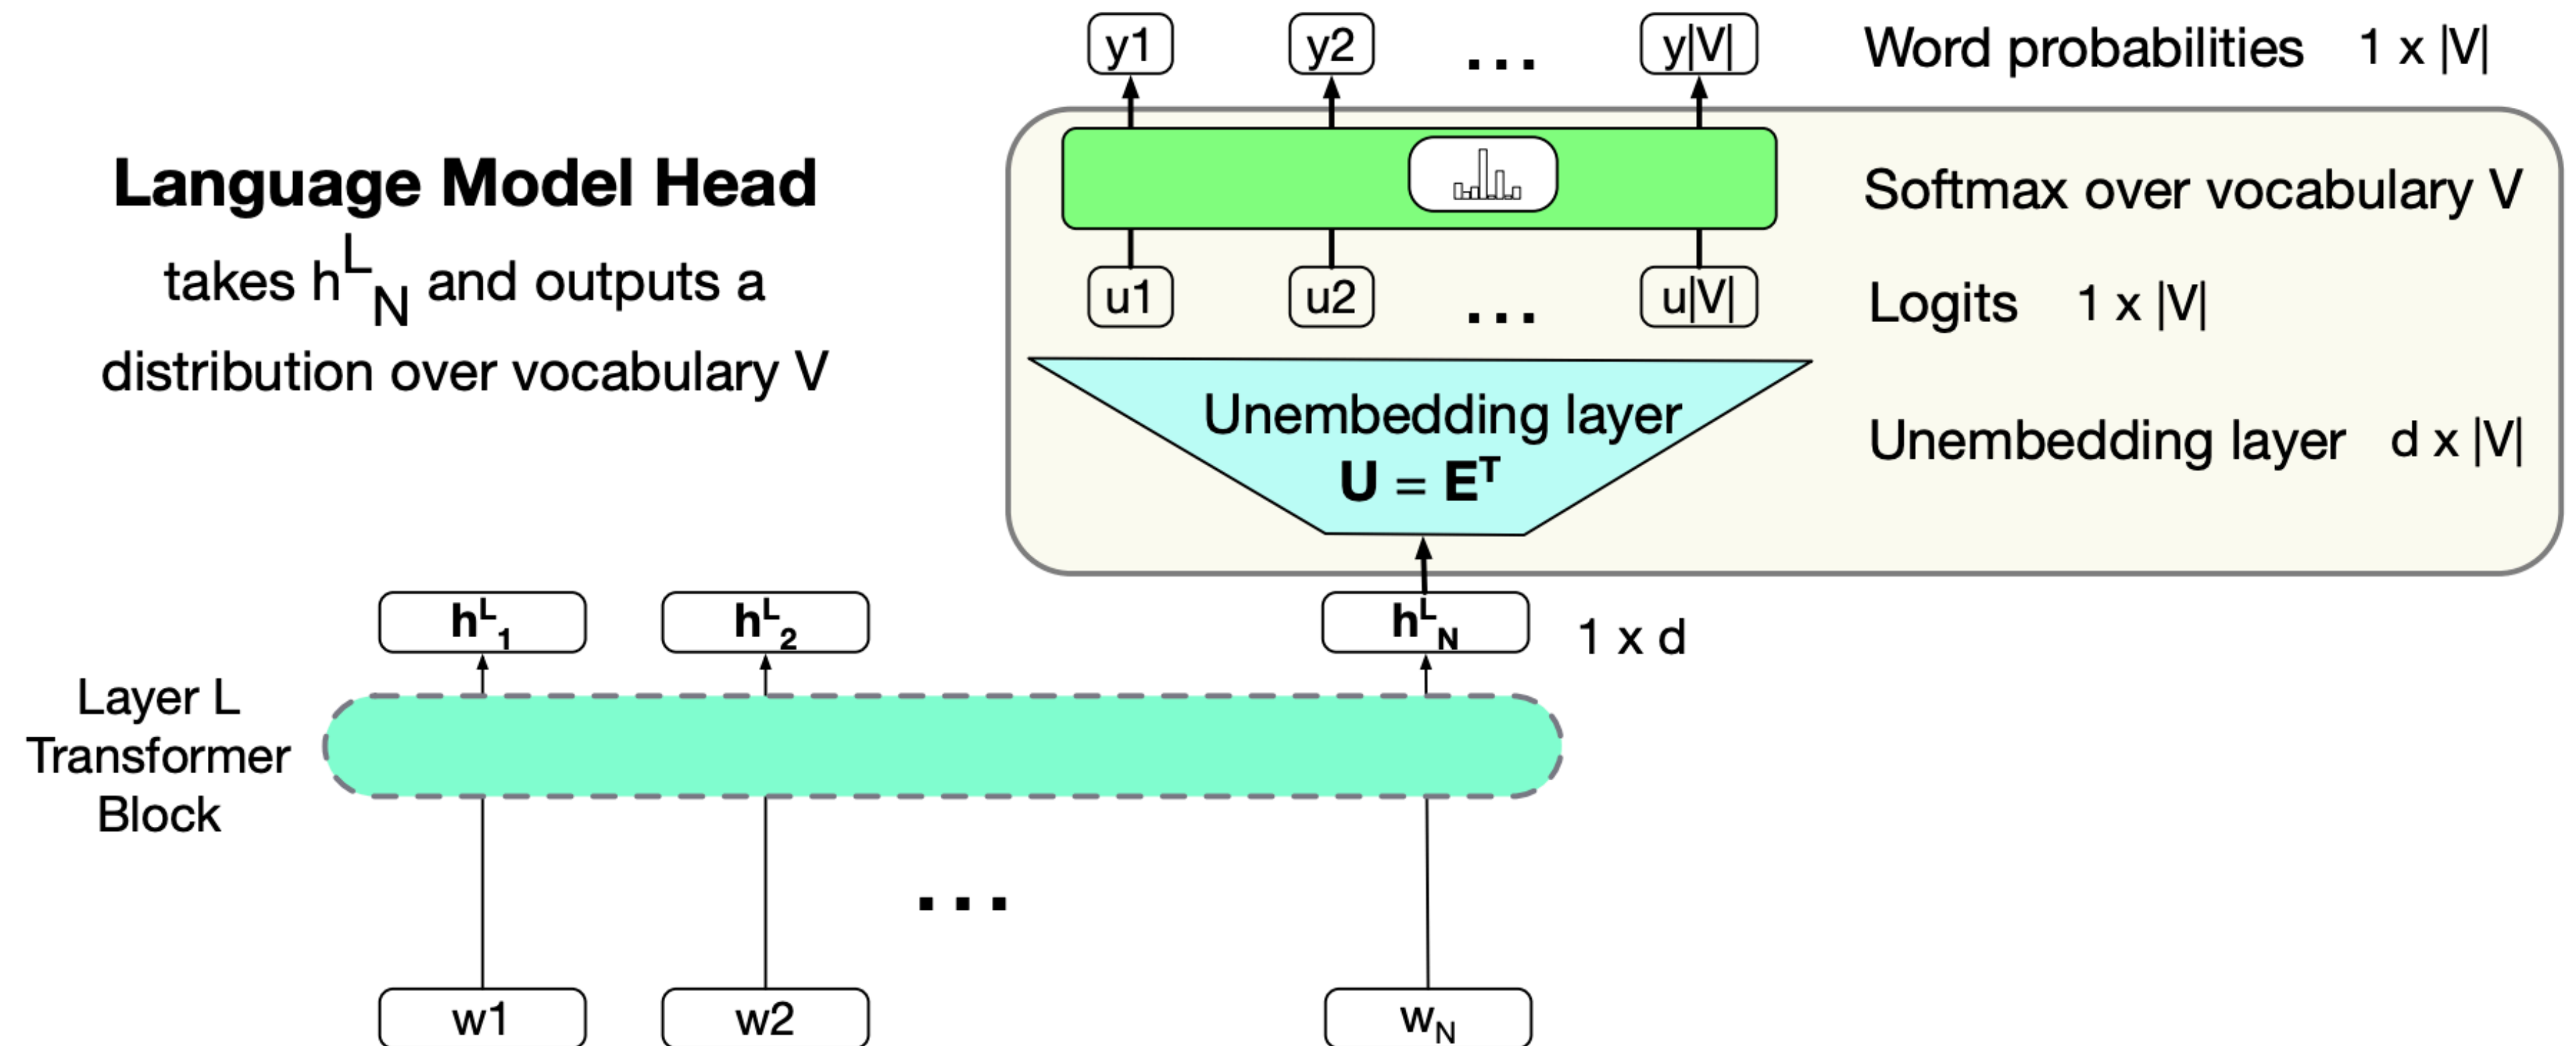 y1 y2 ... y|V| Word probabilities 1 x |V|
Language Model Head
takes h^L_N and outputs a
distribution over vocabulary V
Softmax over vocabulary V
u1 u2 ... u|V| Logits 1 x |V|
Unembedding layer
U = E^T
Unembedding layer d x |V|
h^L_1 h^L_2 h^L_N 1 x d
Layer L
Transformer
Block
...
w1 w2 w_N